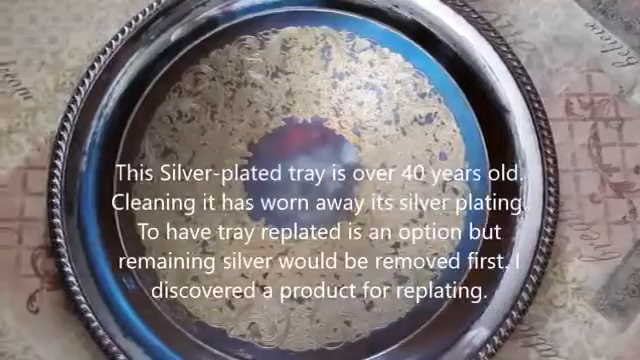 This Silver-plated tray is over 40 years old.
Cleaning it has worn away its silver plating.
To have tray replated is an option but
remaining silver would be removed first. I
discovered a product for replating.
Believe